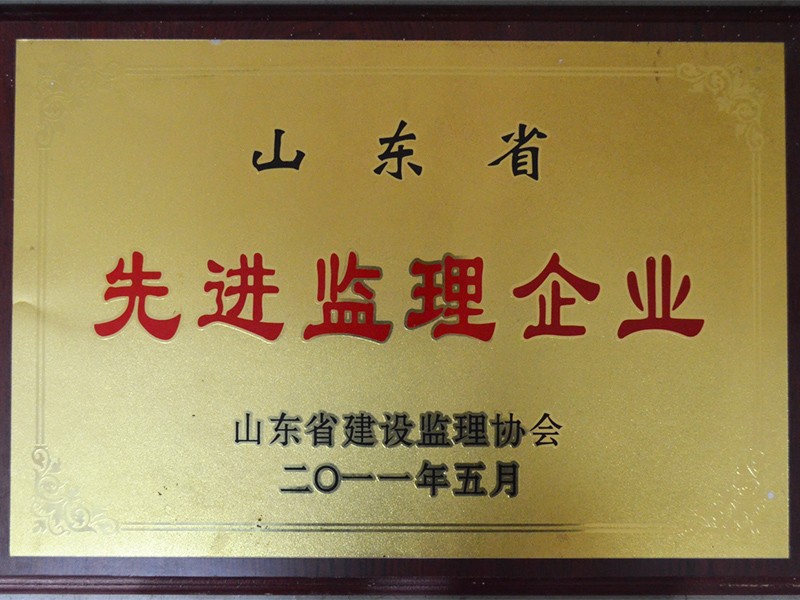 山东省
先进监理企业
山东省建设监理协会
二〇一一年五月